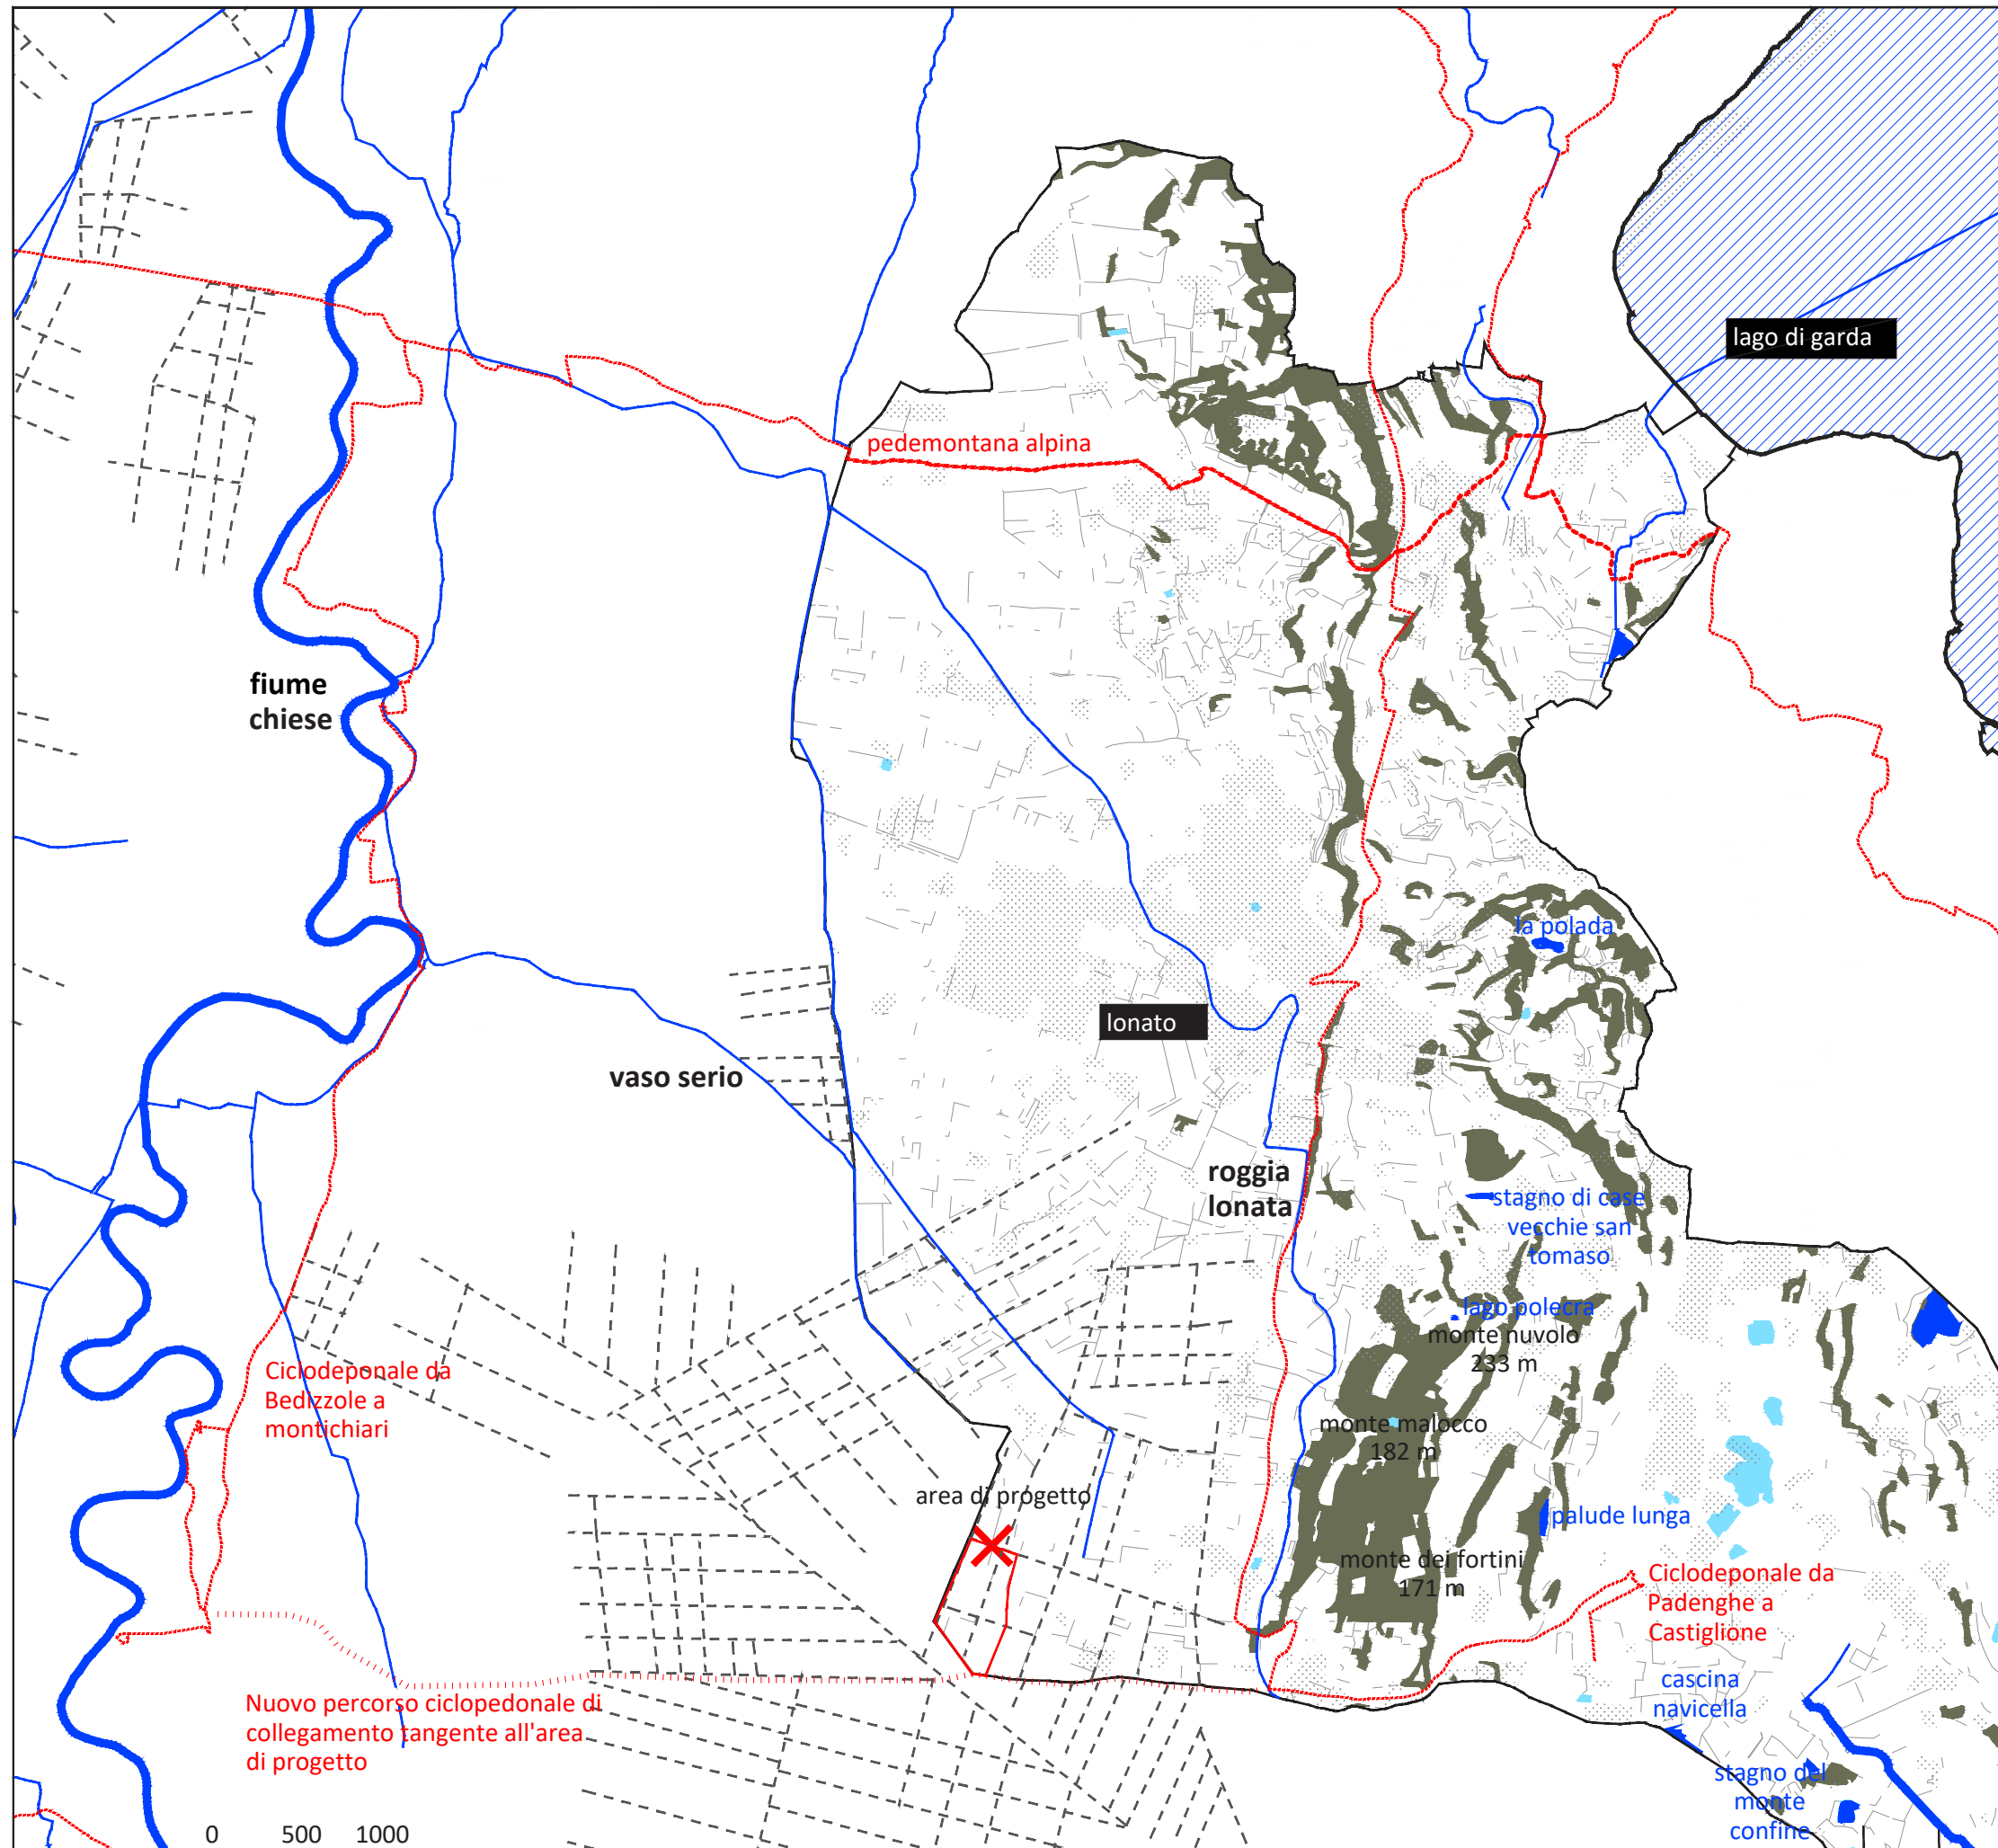 lago di garda
pedemontana alpina
fiume
chiese
la polada
lonato
vaso serio
roggia
lonata
stagno di case
vecchie san
tomaso
lago polecra
monte nuvolo
233 m
Ciclodeponale da
Bedizzole a
montichiari
monte malocco
182 m
area di progetto
palude lunga
monte dei fortini
171 m
Ciclodeponale da
Padenghe a
Castiglione
cascina
navicella
Nuovo percorso ciclopedonale di
collegamento tangente all'area
di progetto
stagno del
monte
confine
0 500 1000